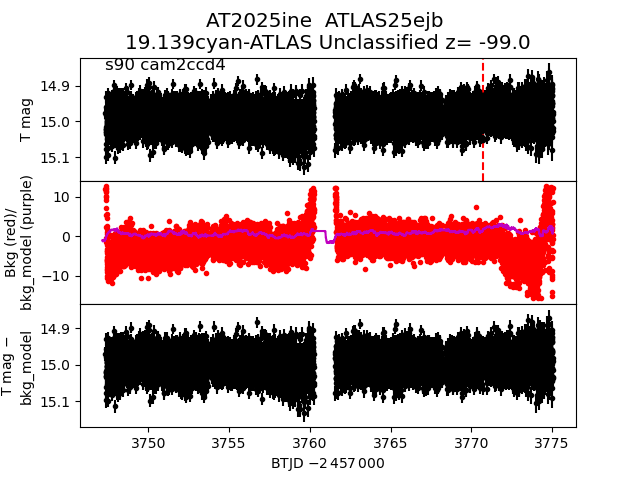 AT2025ine  ATLAS25ejb
19.139cyan-ATLAS Unclassified z= -99.0
s90 cam2ccd4
14.9
15.0
15.1
T mag
10
0
−10
Bkg (red)/
bkg_model (purple)
14.9
15.0
15.1
T mag −
bkg_model
3750
3755
3760
3765
3770
3775
BTJD −2 457 000